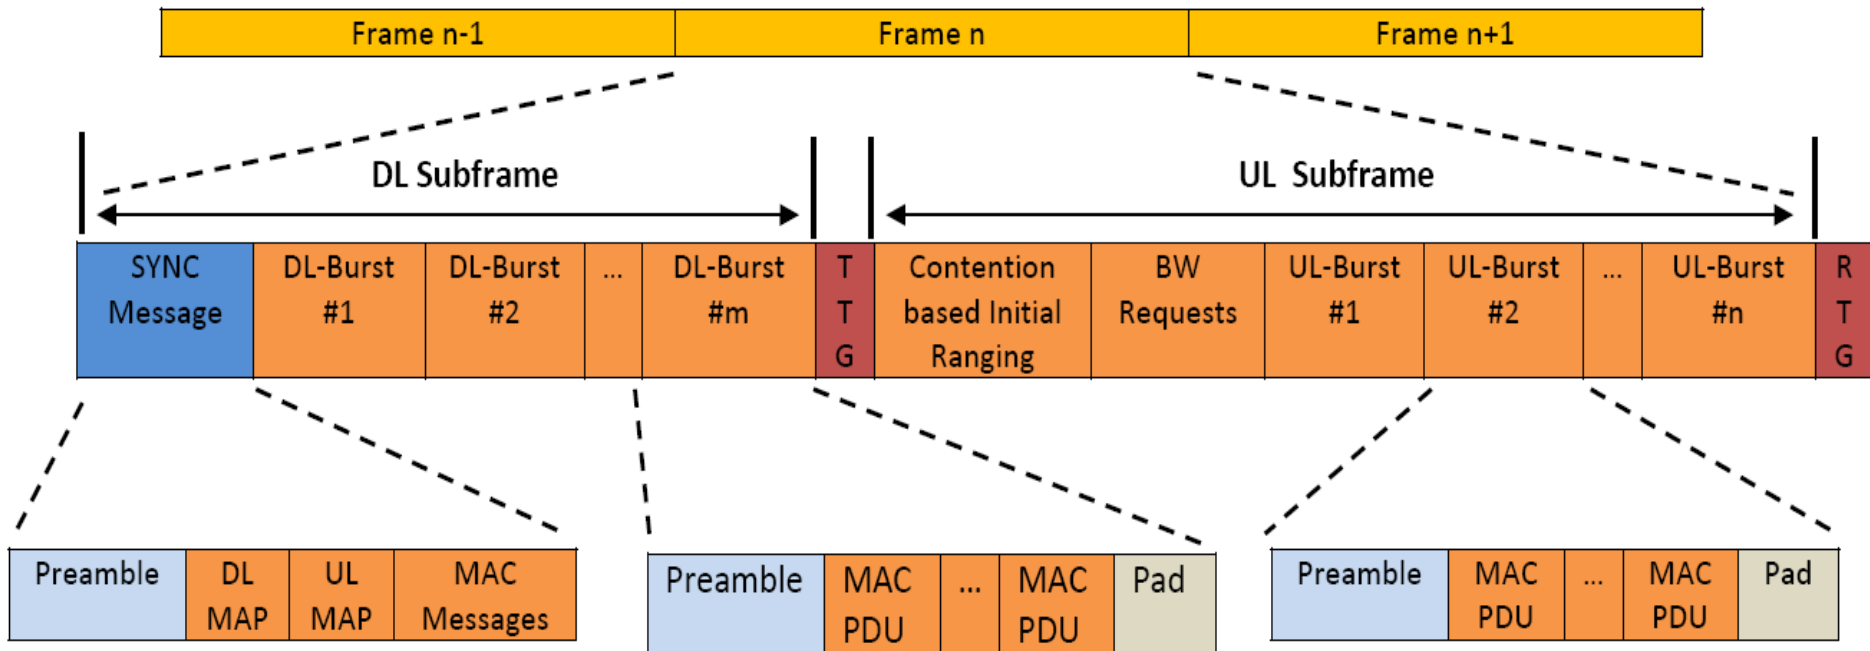 Frame n-1 Frame n Frame n+1
DL Subframe UL Subframe
SYNC Message
DL-Burst #1
DL-Burst #2
...
DL-Burst #m
T T G
Contention based Initial Ranging
BW Requests
UL-Burst #1
UL-Burst #2
...
UL-Burst #n
R T G
Preamble
DL MAP
UL MAP
MAC Messages
Preamble
MAC PDU
...
MAC PDU
Pad
Preamble
MAC PDU
...
MAC PDU
Pad